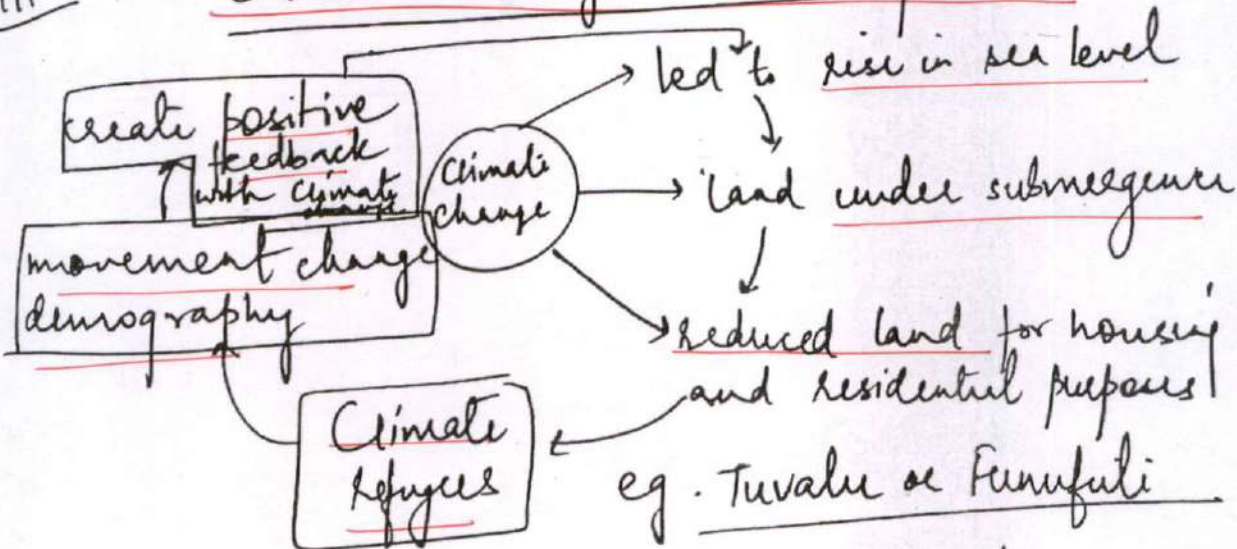 led to rise in sea level
create positive
feedback
with climate
change
Climate
change
land under submergence
movement change
demography
reduced land for housing
and residential purposes
Climate
refugees
eg. Tuvalu or Funufuti